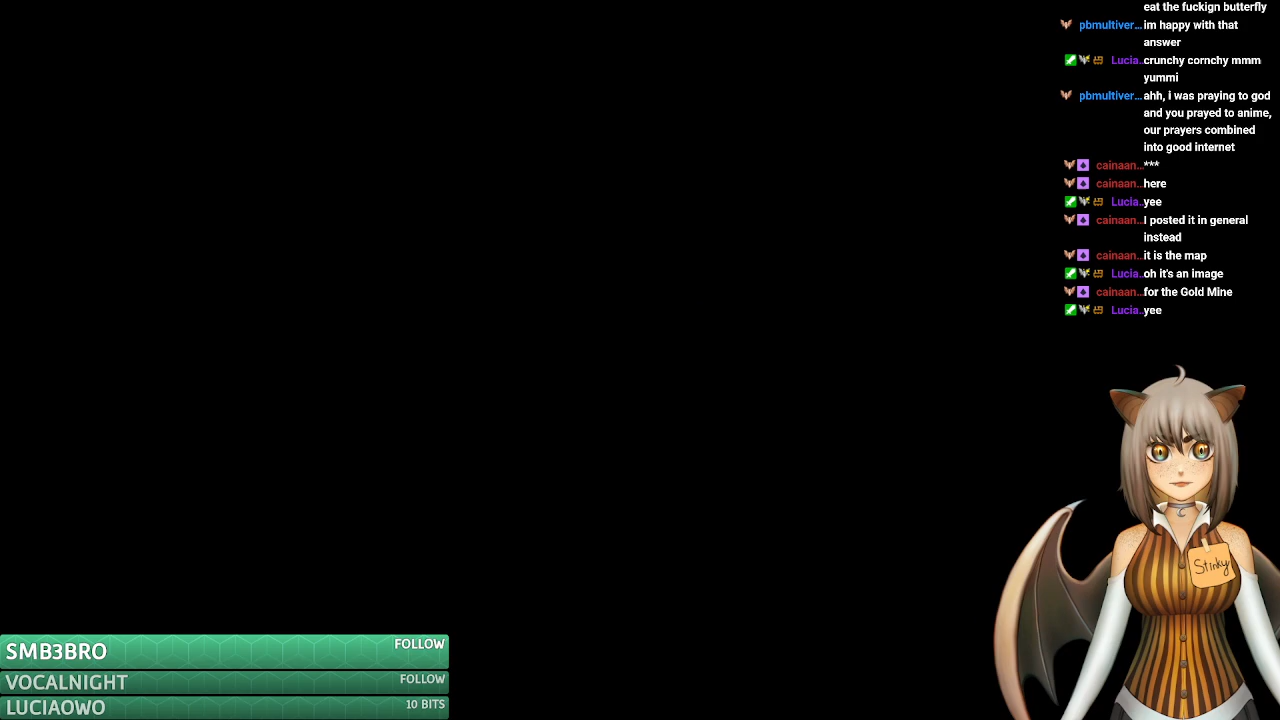 eat the fuckign butterfly
pbmultiver... im happy with that
answer
Lucia.. crunchy cornchy mmm
yummi
pbmultiver... ahh, i was praying to god
and you prayed to anime,
our prayers combined
into good internet
cainaan... ***
cainaan... here
Lucia.. yee
cainaan... I posted it in general
instead
cainaan... it is the map
Lucia.. oh it's an image
cainaan... for the Gold Mine
Lucia.. yee
Stinky
SMB3BRO FOLLOW
VOCALNIGHT FOLLOW
LUCIAOWO 10 BITS